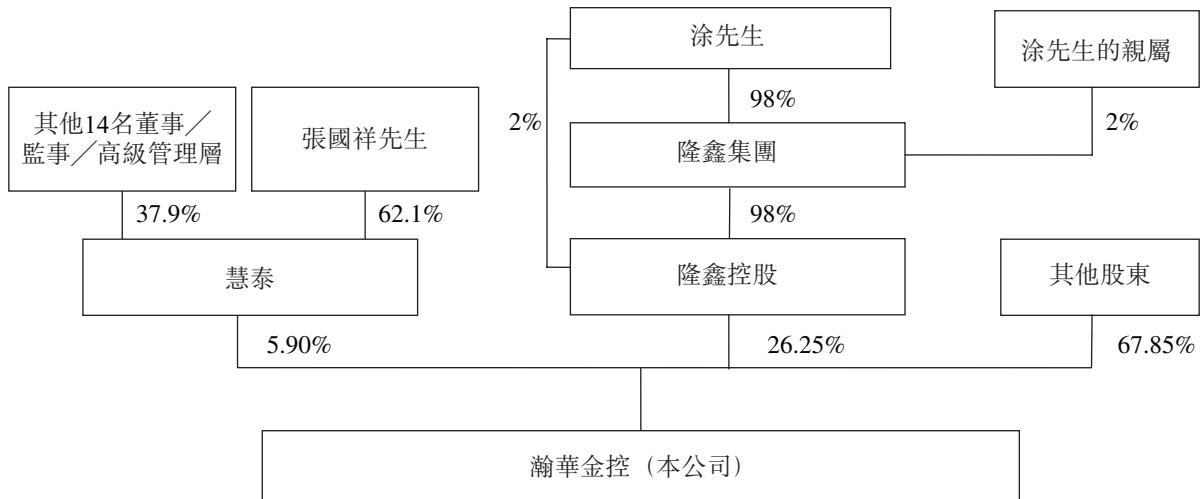 涂先生
涂先生的親屬
98%
2%
2%
其他14名董事╱
監事╱高級管理層
張國祥先生
隆鑫集團
37.9%
62.1%
98%
慧泰
隆鑫控股
其他股東
5.90%
26.25%
67.85%
瀚華金控（本公司）